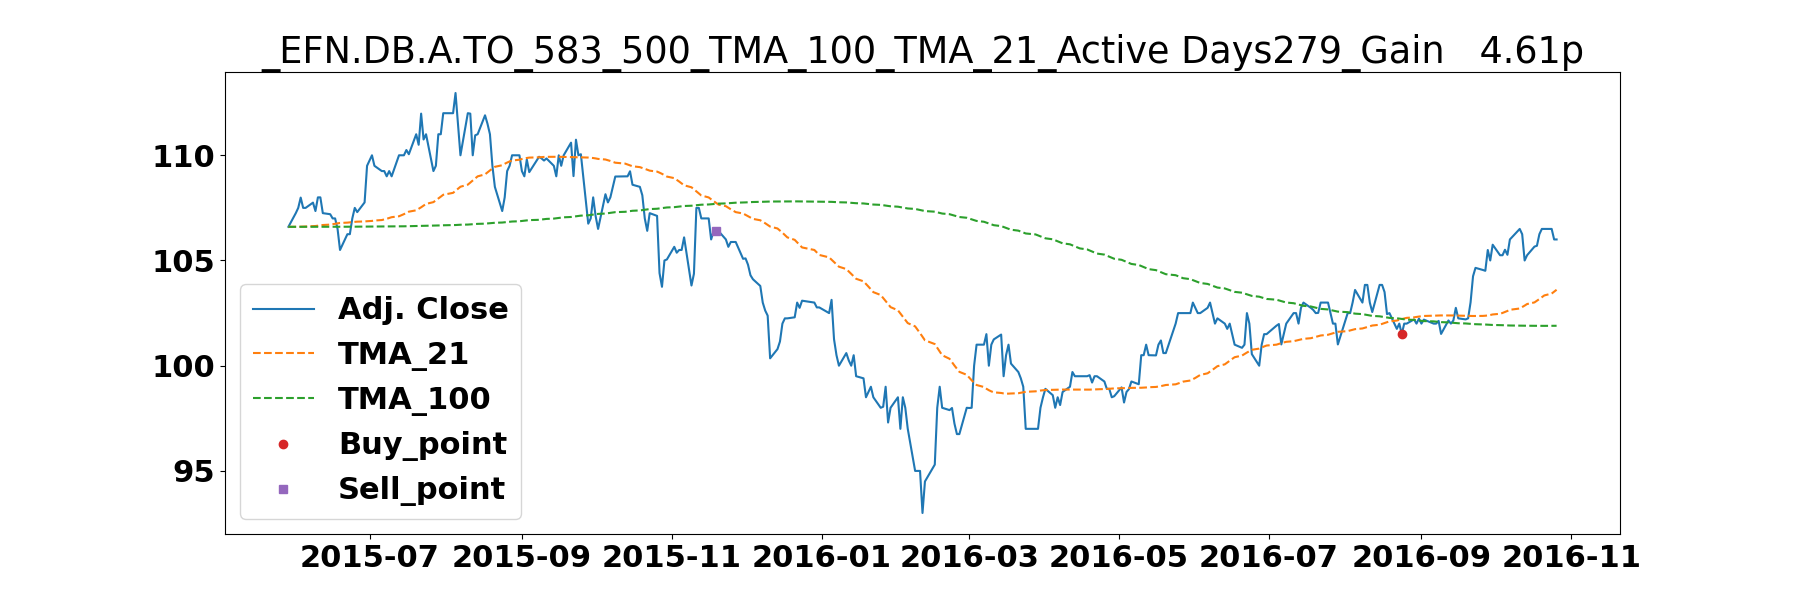 _EFN.DB.A.TO_583_500_TMA_100_TMA_21_Active Days279_Gain   4.61p
110
105
100
95
Adj. Close
TMA_21
TMA_100
Buy_point
Sell_point
2015-07 2015-09 2015-11 2016-01 2016-03 2016-05 2016-07 2016-09 2016-11